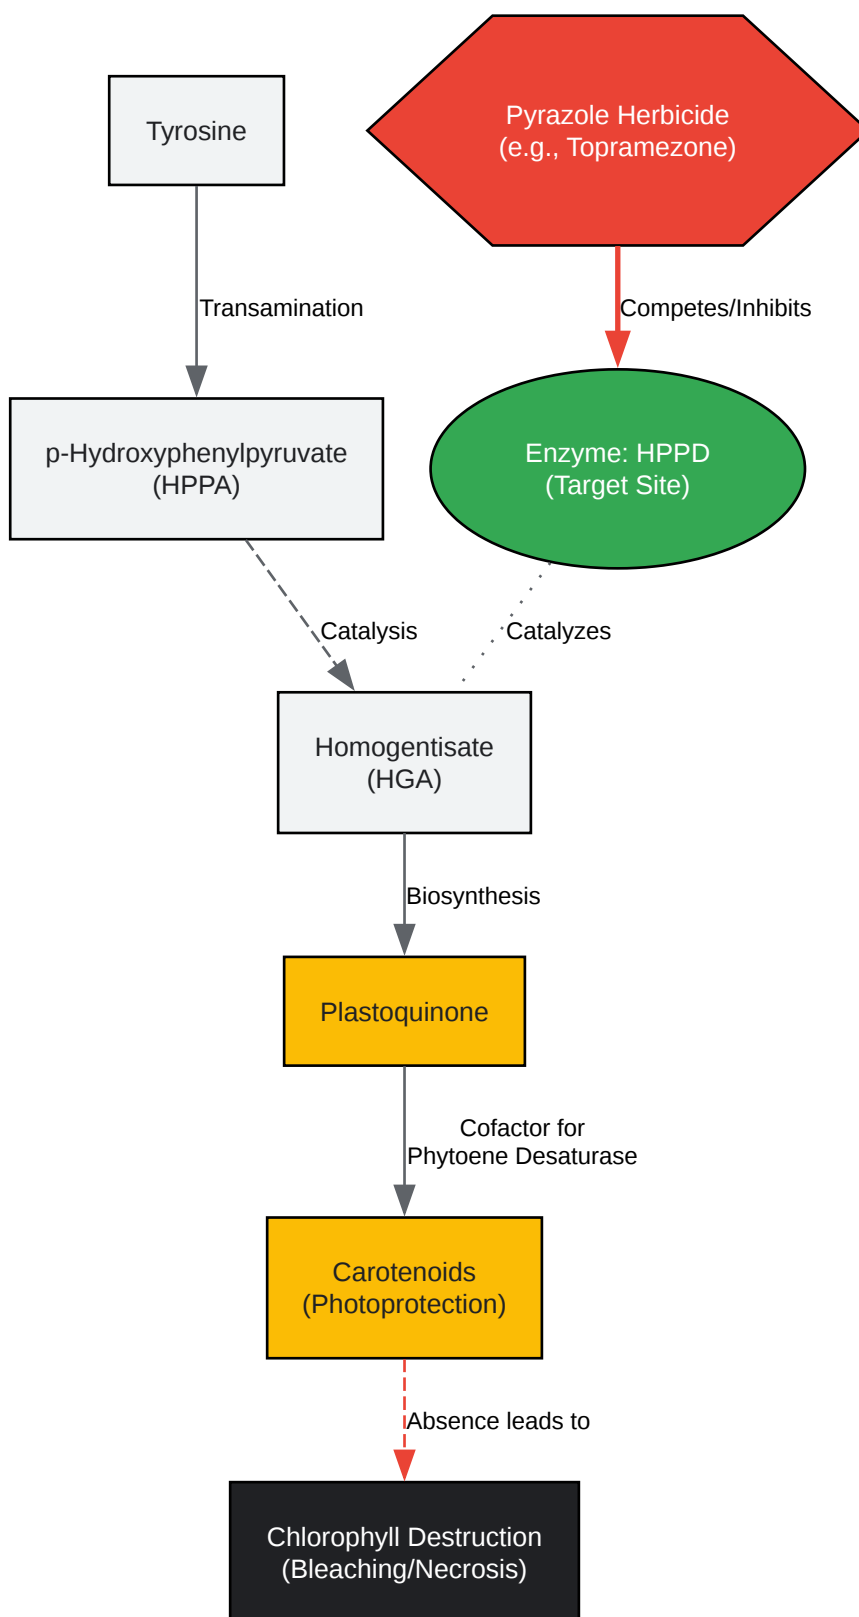 Tyrosine
Pyrazole Herbicide
(e.g., Topramezone)
Transamination
Competes/Inhibits
p-Hydroxyphenylpyruvate
(HPPA)
Enzyme: HPPD
(Target Site)
Catalysis
Catalyzes
Homogentisate
(HGA)
Biosynthesis
Plastoquinone
Cofactor for
Phytoene Desaturase
Carotenoids
(Photoprotection)
Absence leads to
Chlorophyll Destruction
(Bleaching/Necrosis)